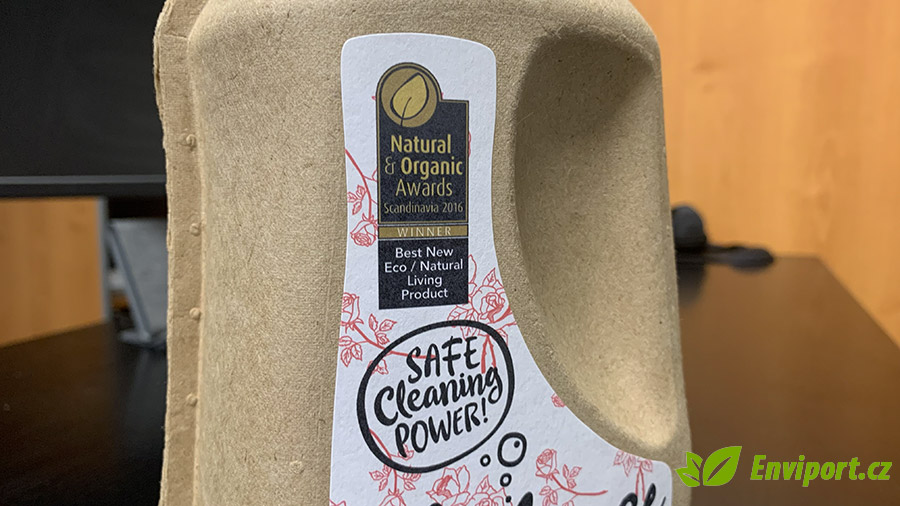 Natural
& Organic
Awards
Scandinavia 2016
WINNER
Best New
Eco / Natural
Living
Product
SAFE
Cleaning
POWER!
Enviport.cz